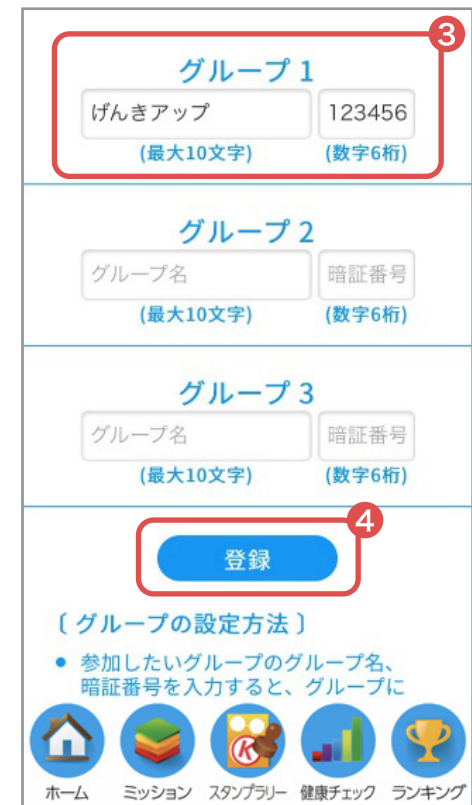 3
グループ 1
げんきアップ 123456
(最大10文字) (数字6桁)
グループ 2
グループ名 暗証番号
(最大10文字) (数字6桁)
グループ 3
グループ名 暗証番号
(最大10文字) (数字6桁)
4
登録
〔 グループの設定方法 〕
● 参加したいグループのグループ名、
暗証番号を入力すると、グループに
K
ホーム ミッション スタンプラリー 健康チェック ランキング